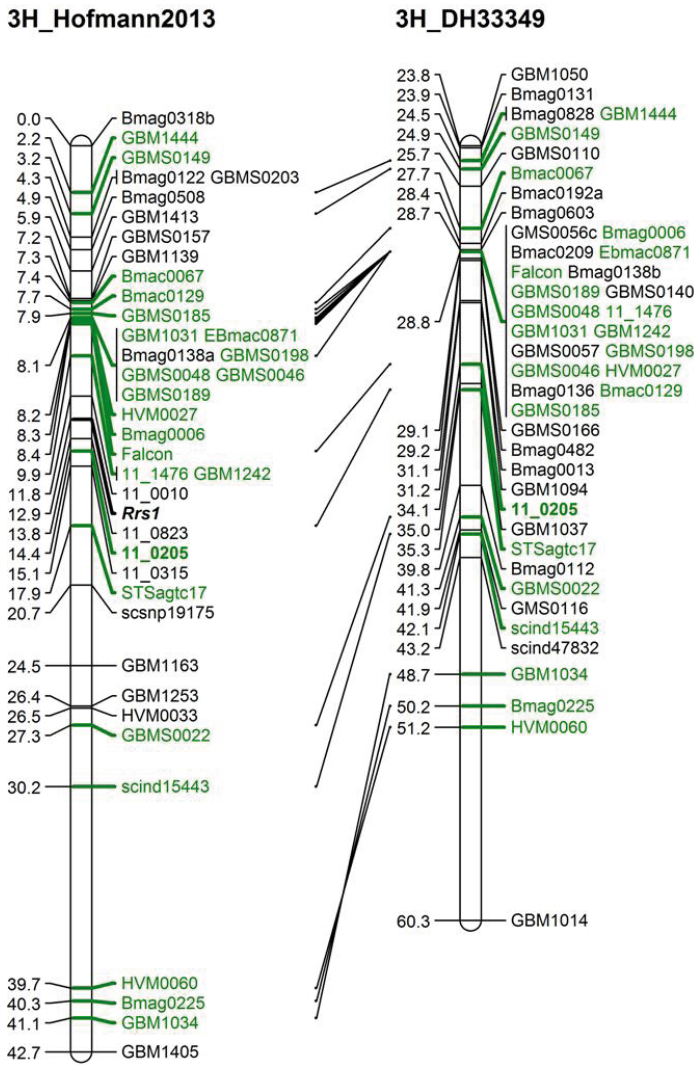 3H_Hofmann2013
0.0 Bmag0318b
2.2 GBM1444
3.2 GBMS0149
4.3 Bmag0122 GBMS0203
4.9 Bmag0508
5.9 GBM1413
7.2 GBMS0157
7.3 GBM1139
7.4 Bmac0067
7.7 Bmac0129
7.9 GBMS0185
GBM1031 EBmac0871
Bmag0138a GBMS0198
8.1 GBMS0048 GBMS0046
GBMS0189
8.2 HVM0027
8.3 Bmag0006
8.4 Falcon
9.9 11_1476 GBM1242
11.8 11_0010
12.9 Rrs1
13.8 11_0823
14.4 11_0205
15.1 11_0315
17.9 STSagtc17
20.7 scsnp19175
24.5 GBM1163
26.4 GBM1253
26.5 HVM0033
27.3 GBMS0022
30.2 scind15443
39.7 HVM0060
40.3 Bmag0225
41.1 GBM1034
42.7 GBM1405
3H_DH33349
23.8 GBM1050
23.9 Bmag0131
24.5 Bmag0828 GBM1444
24.9 GBMS0149
25.7 GBMS0110
27.7 Bmac0067
28.4 Bmac0192a
28.7 Bmag0603
GMS0056c Bmag0006
Bmac0209 Ebmac0871
Falcon Bmag0138b
GBMS0189 GBMS0140
GBMS0048 11_1476
28.8 GBM1031 GBM1242
GBMS0057 GBMS0198
GBMS0046 HVM0027
Bmag0136 Bmac0129
GBMS0185
29.1 GBMS0166
29.2 Bmag0482
31.1 Bmag0013
31.2 GBM1094
34.1 11_0205
35.0 GBM1037
35.3 STSagtc17
39.8 Bmag0112
41.3 GBMS0022
41.9 GMS0116
42.1 scind15443
43.2 scind47832
48.7 GBM1034
50.2 Bmag0225
51.2 HVM0060
60.3 GBM1014